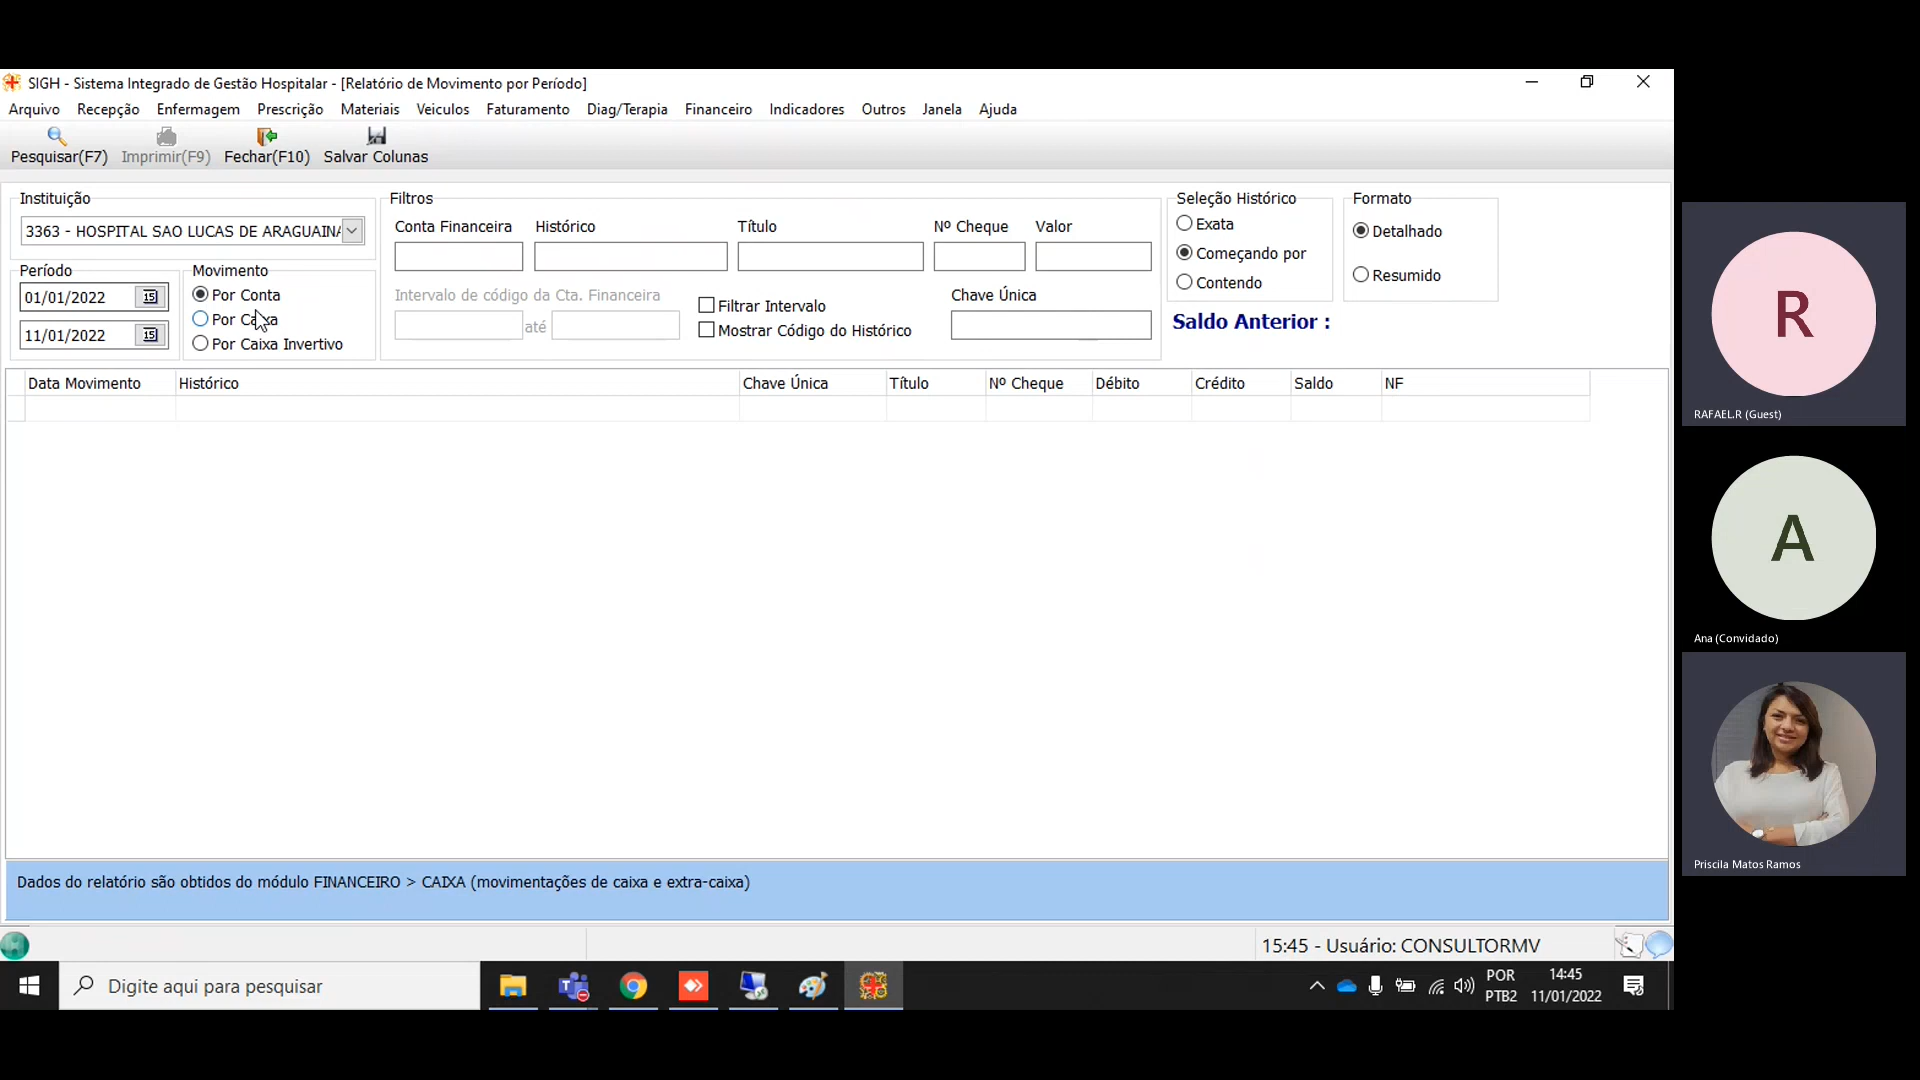 SIGH - Sistema Integrado de Gestão Hospitalar - [Relatório de Movimento por Período]
Arquivo Recepção Enfermagem Prescrição Materiais Veiculos Faturamento Diag/Terapia Financeiro Indicadores Outros Janela Ajuda
Pesquisar(F7) Imprimir(F9) Fechar(F10) Salvar Colunas
Instituição
3363 - HOSPITAL SAO LUCAS DE ARAGUAINA
Período
01/01/2022 15
11/01/2022 15
Movimento
Por Conta
Por Caixa
Por Caixa Invertivo
Filtros
Conta Financeira Histórico Título Nº Cheque Valor
Intervalo de código da Cta. Financeira
até
Filtrar Intervalo
Mostrar Código do Histórico
Chave Única
Seleção Histórico
Exata
Começando por
Contendo
Formato
Detalhado
Resumido
Saldo Anterior :
Data Movimento Histórico Chave Única Título Nº Cheque Débito Crédito Saldo NF
Dados do relatório são obtidos do módulo FINANCEIRO > CAIXA (movimentações de caixa e extra-caixa)
15:45 - Usuário: CONSULTORMV
Digite aqui para pesquisar
POR
PTB2
14:45
11/01/2022
R
RAFAEL.R (Guest)
A
Ana (Convidado)
Priscila Matos Ramos